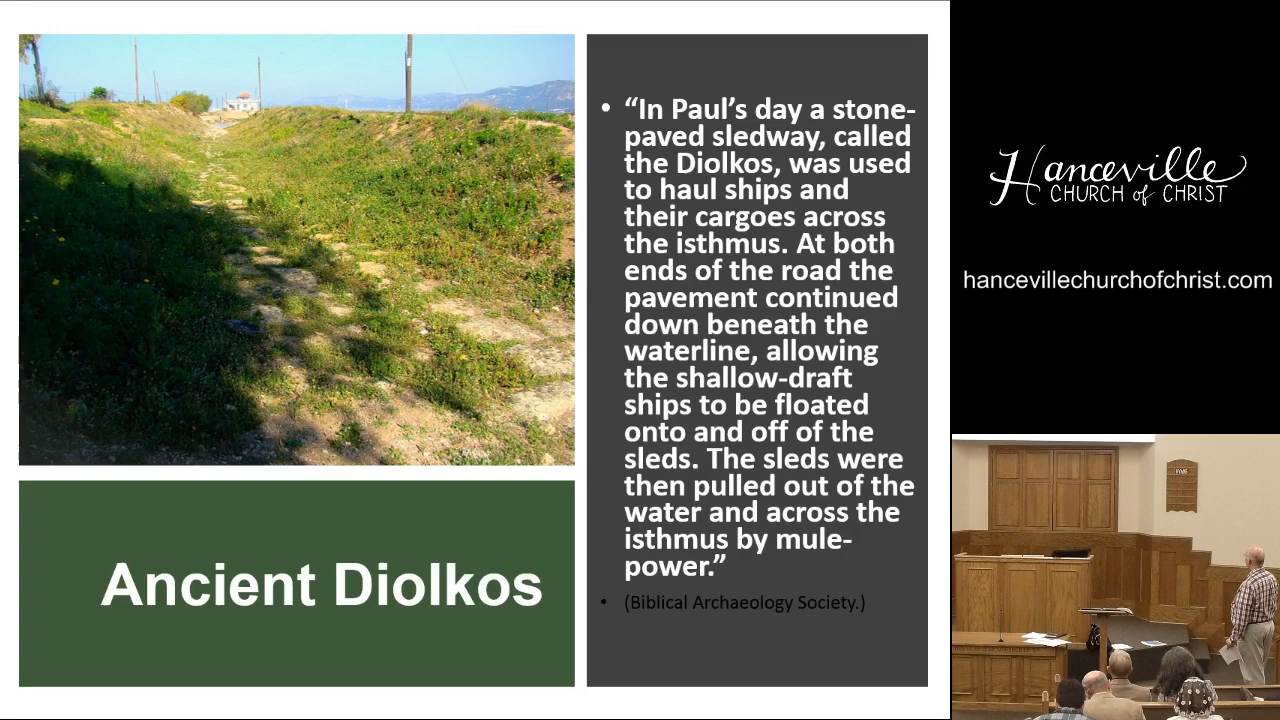 • “In Paul’s day a stone-
paved sledway, called
the Diolkos, was used
to haul ships and
their cargoes across
the isthmus. At both
ends of the road the
pavement continued
down beneath the
waterline, allowing
the shallow-draft
ships to be floated
onto and off of the
sleds. The sleds were
then pulled out of the
water and across the
isthmus by mule-
power.”
• (Biblical Archaeology Society.)
Ancient Diolkos
Hanceville
CHURCH of CHRIST
hancevillechurchofchrist.com